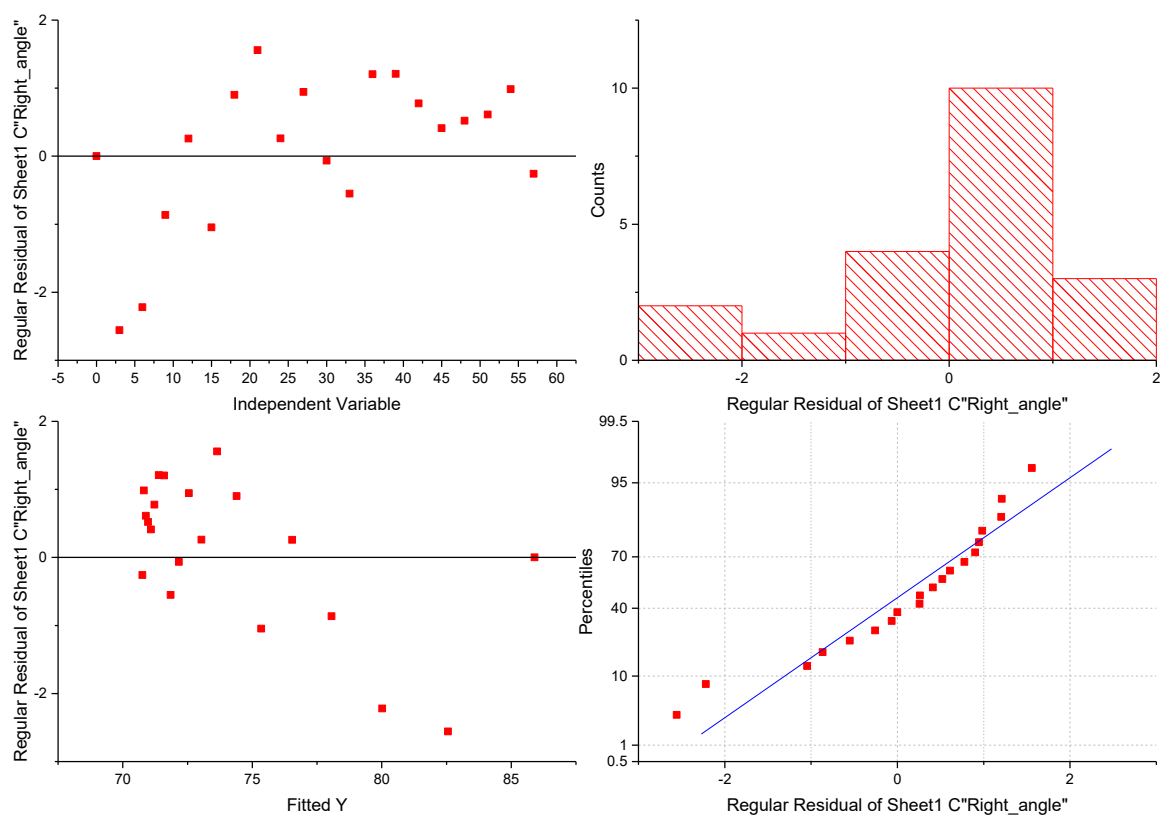 2
0
-2
Regular Residual of Sheet1 C"Right_angle"
-5 0 5 10 15 20 25 30 35 40 45 50 55 60
Independent Variable
10
5
0
Counts
-2 0 2
Regular Residual of Sheet1 C"Right_angle"
2
0
-2
Regular Residual of Sheet1 C"Right_angle"
70 75 80 85
Fitted Y
99.5
95
70
40
10
1
0.5
Percentiles
-2 0 2
Regular Residual of Sheet1 C"Right_angle"